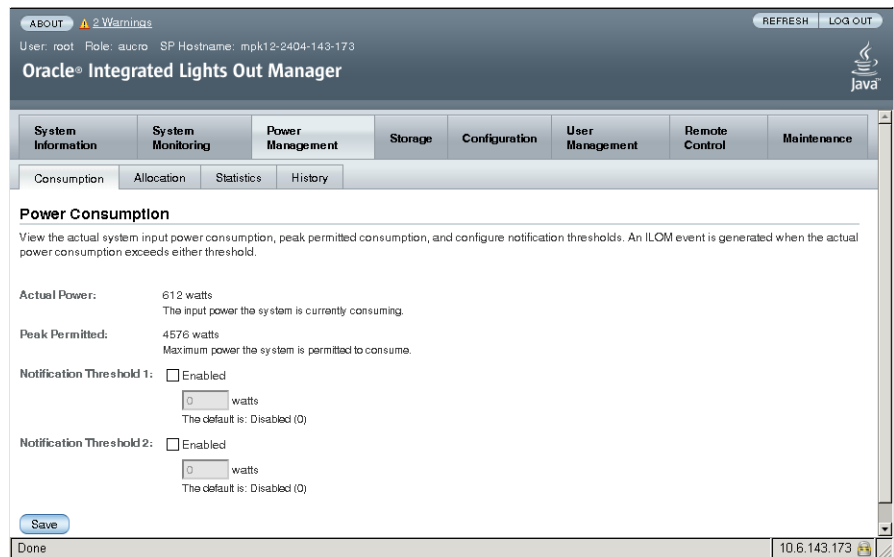 ABOUT 2 Warnings REFRESH LOG OUT
User: root Role: aucro SP Hostname: mpk12-2404-143-173
Oracle® Integrated Lights Out Manager
Java™
System Information
System Monitoring
Power Management
Storage
Configuration
User Management
Remote Control
Maintenance
Consumption Allocation Statistics History
Power Consumption
View the actual system input power consumption, peak permitted consumption, and configure notification thresholds. An ILOM event is generated when the actual
power consumption exceeds either threshold.
Actual Power: 612 watts
The input power the system is currently consuming.
Peak Permitted: 4576 watts
Maximum power the system is permitted to consume.
Notification Threshold 1: Enabled
0 watts
The default is: Disabled (0)
Notification Threshold 2: Enabled
0 watts
The default is: Disabled (0)
Save
Done 10.6.143.173